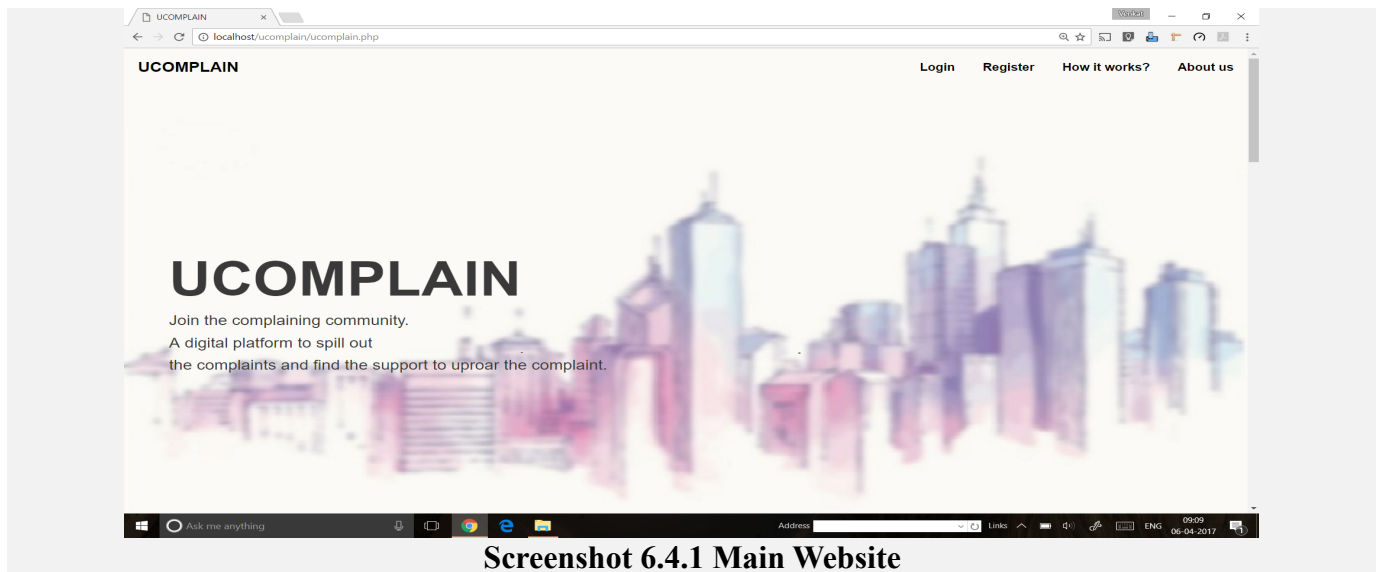 UCOMPLAIN
Venkat
localhost/ucomplain/ucomplain.php
UCOMPLAIN
Login Register How it works? About us
UCOMPLAIN
Join the complaining community.
A digital platform to spill out
the complaints and find the support to uproar the complaint.
Ask me anything
Address
Links
ENG
09:09
06-04-2017
1
Screenshot 6.4.1 Main Website